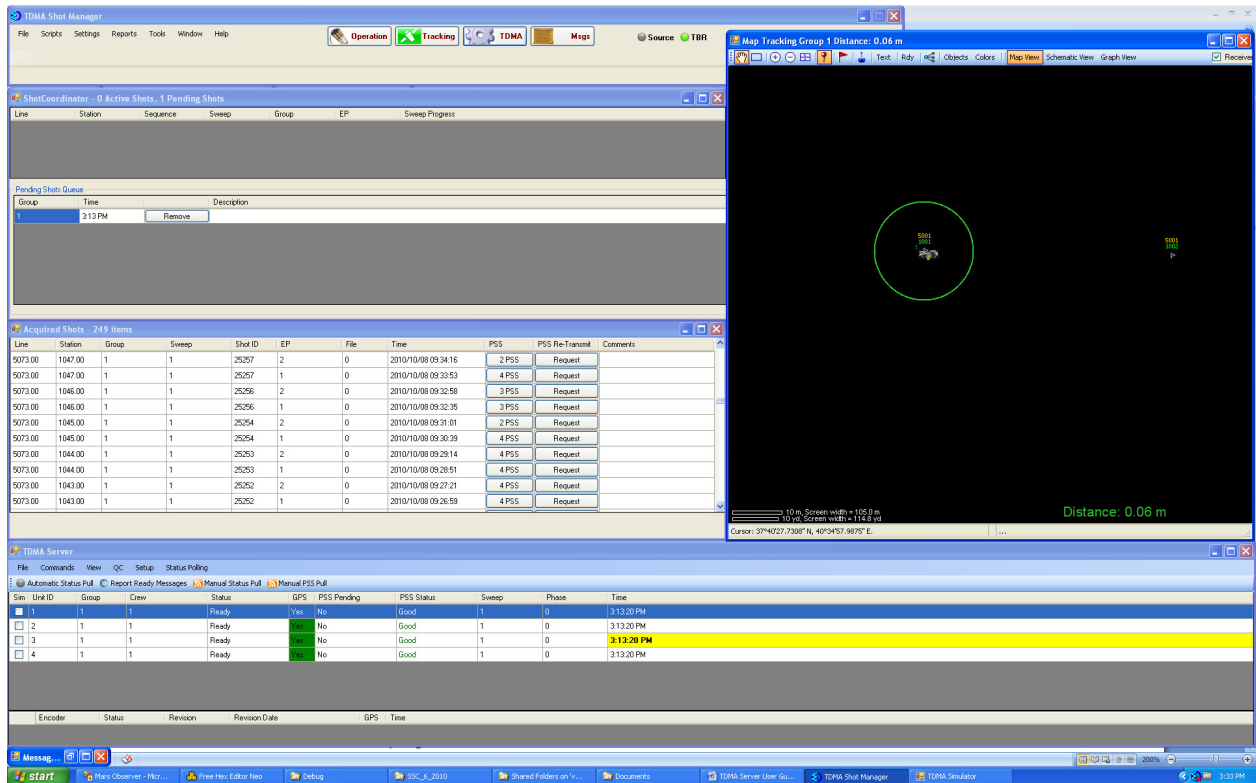 TDMA Shot Manager
File Scripts Settings Reports Tools Window Help
Operation Tracking TDMA Msgs Source TBR
Map Tracking Group 1 Distance: 0.06 m
Text Rdy Objects Colors Map View Schematic View Graph View Receive
ShotCoordinator - 0 Active Shots, 1 Pending Shots
Line Station Sequence Sweep Group EP Sweep Progress
Pending Shots Queue
Group Time Description
1 3:13 PM Remove
5001
1001
5001
1002
Acquired Shots - 249 items
Line Station Group Sweep Shot ID EP File Time PSS PSS Re-Transmit Comments
5073.00 1047.00 1 1 25257 2 0 2010/10/08 09:34:16 2 PSS Request
5073.00 1047.00 1 1 25257 1 0 2010/10/08 09:33:53 4 PSS Request
5073.00 1046.00 1 1 25256 2 0 2010/10/08 09:32:58 3 PSS Request
5073.00 1046.00 1 1 25256 1 0 2010/10/08 09:32:35 3 PSS Request
5073.00 1045.00 1 1 25254 2 0 2010/10/08 09:31:01 2 PSS Request
5073.00 1045.00 1 1 25254 1 0 2010/10/08 09:30:39 4 PSS Request
5073.00 1044.00 1 1 25253 2 0 2010/10/08 09:29:14 4 PSS Request
5073.00 1044.00 1 1 25253 1 0 2010/10/08 09:28:51 4 PSS Request
5073.00 1043.00 1 1 25252 2 0 2010/10/08 09:27:21 4 PSS Request
5073.00 1043.00 1 1 25252 1 0 2010/10/08 09:26:59 4 PSS Request
10 m, Screen width = 105.0 m
10 yd, Screen width = 114.8 yd
Distance: 0.06 m
Cursor: 37°40'27.7308" N, 40°34'57.9875" E. ...
TDMA Server
File Commands View QC Setup Status Polling
Automatic Status Pull Report Ready Messages Manual Status Pull Manual PSS Pull
Sim Unit ID Group Crew Status GPS PSS Pending PSS Status Sweep Phase Time
1 1 1 Ready Yes No Good 1 0 3:13:20 PM
2 1 1 Ready Yes No Good 1 0 3:13:20 PM
3 1 1 Ready Yes No Good 1 0 3:13:20 PM
4 1 1 Ready Yes No Good 1 0 3:13:20 PM
Encoder Status Revision Revision Date GPS Time
Messag... 200%
start Mars Observer - Micr... Free Hex Editor Neo Debug SSC_6_2010 Shared Folders on 'v... Documents TDMA Server User Gu... TDMA Shot Manager TDMA Simulator 3:33 PM